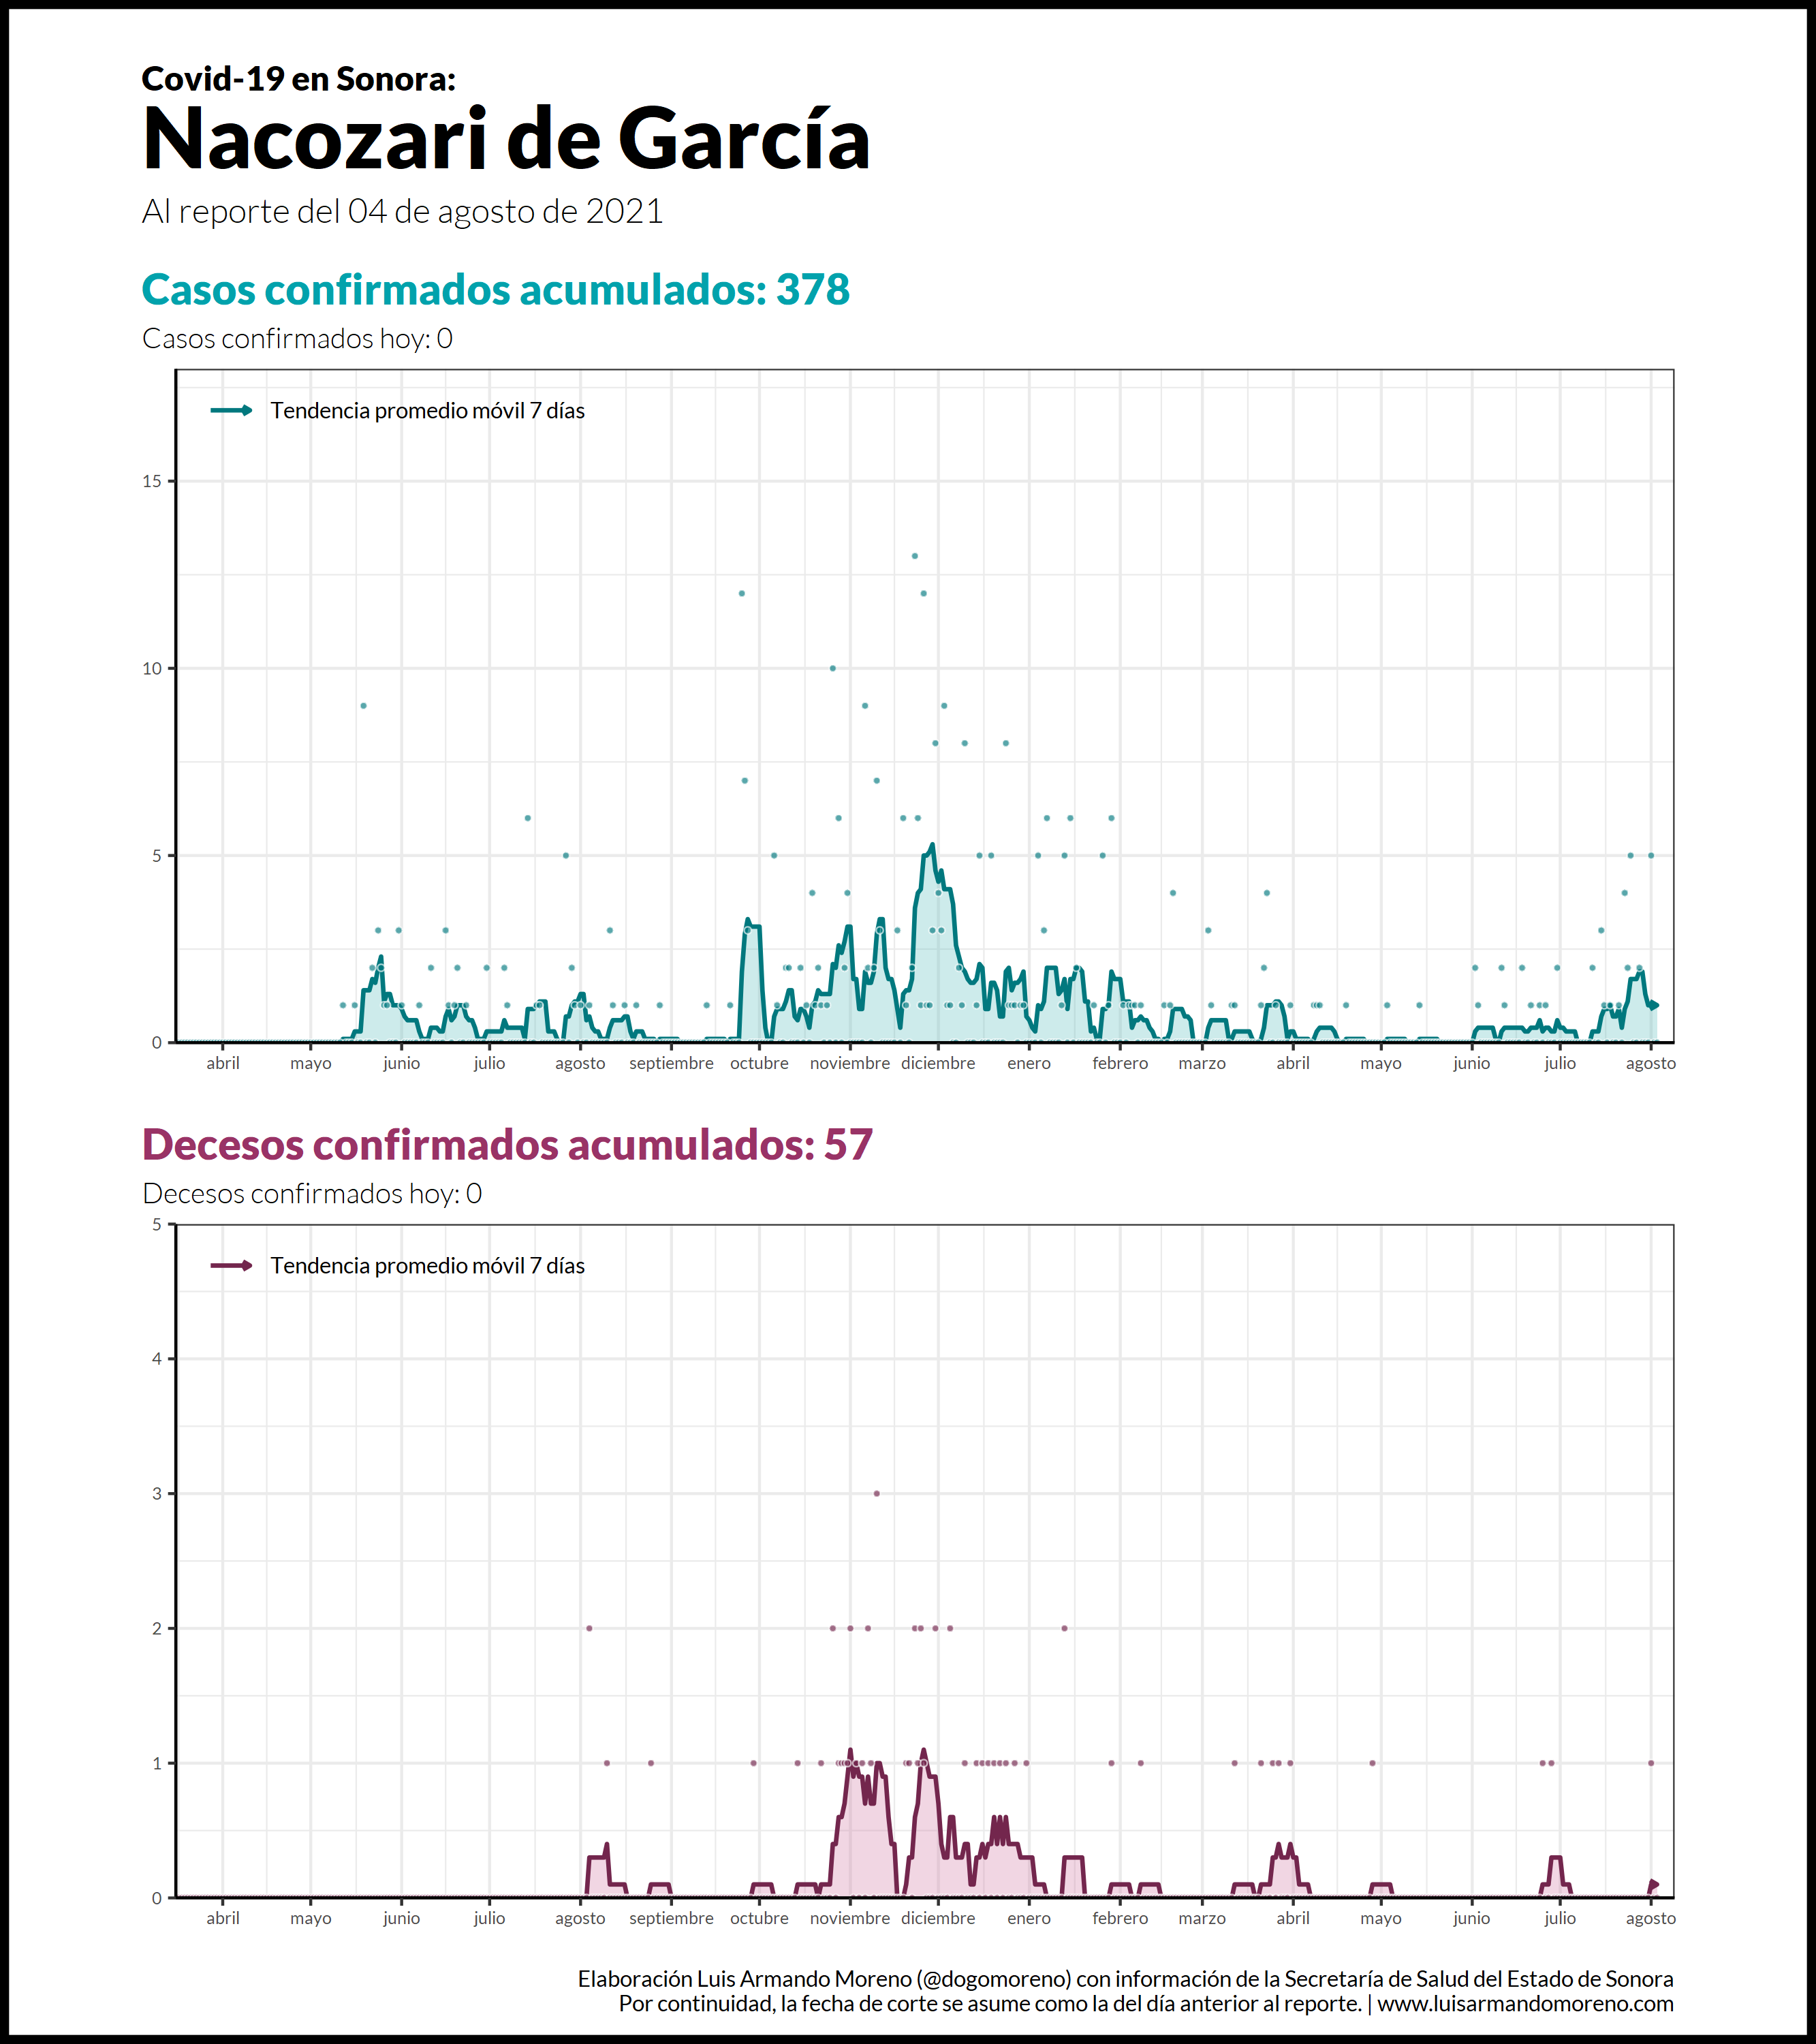 Covid-19 en Sonora:
Nacozari de García
Al reporte del 04 de agosto de 2021
Casos confirmados acumulados: 378
Casos confirmados hoy: 0
Tendencia promedio móvil 7 días
15
10
5
0
abril mayo junio julio agosto septiembre octubre noviembre diciembre enero febrero marzo abril mayo junio julio agosto
Decesos confirmados acumulados: 57
Decesos confirmados hoy: 0
5
Tendencia promedio móvil 7 días
4
3
2
1
0
abril mayo junio julio agosto septiembre octubre noviembre diciembre enero febrero marzo abril mayo junio julio agosto
Elaboración Luis Armando Moreno (@dogomoreno) con información de la Secretaría de Salud del Estado de Sonora
Por continuidad, la fecha de corte se asume como la del día anterior al reporte. | www.luisarmandomoreno.com